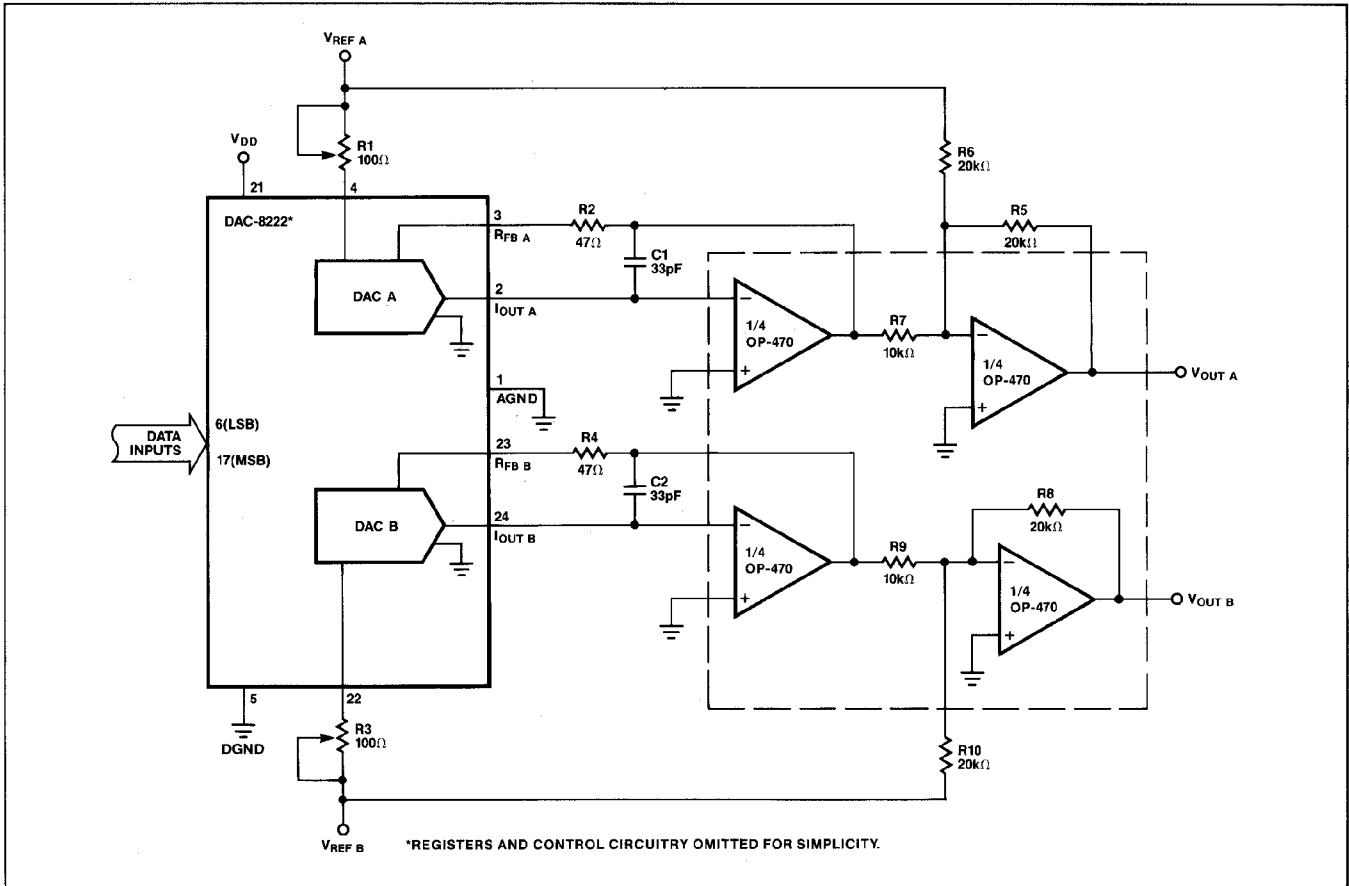 VREF A
VDD
R1
100Ω
R6
20kΩ
21
4
DAC-8222*
3
RFB A
R2
47Ω
R5
20kΩ
C1
33pF
DAC A
2
IOUT A
1/4
OP-470
R7
10kΩ
1/4
OP-470
VOUT A
1
AGND
DATA
INPUTS
6(LSB)
17(MSB)
23
RFB B
R4
47Ω
C2
33pF
R8
20kΩ
DAC B
24
IOUT B
1/4
OP-470
R9
10kΩ
1/4
OP-470
VOUT B
5
22
DGND
R3
100Ω
R10
20kΩ
VREF B
*REGISTERS AND CONTROL CIRCUITRY OMITTED FOR SIMPLICITY.